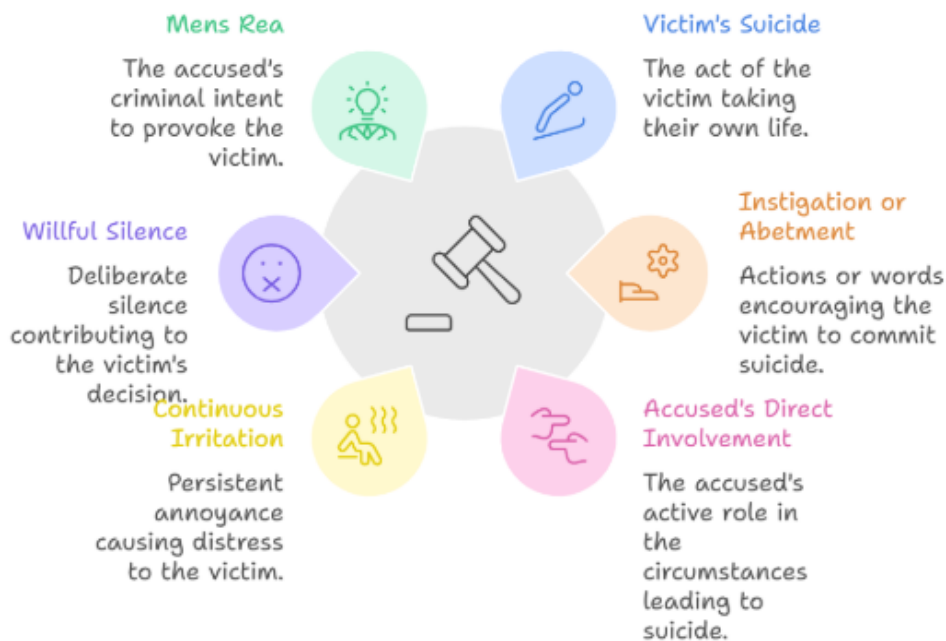 Mens Rea
The accused's
criminal intent
to provoke the
victim.
Victim's Suicide
The act of the
victim taking
their own life.
Willful Silence
Deliberate
silence
contributing to
the victim's
decision.
Instigation or
Abetment
Actions or words
encouraging the
victim to commit
suicide.
Continuous
Irritation
Persistent
annoyance
causing distress
to the victim.
Accused's Direct
Involvement
The accused's
active role in
the
circumstances
leading to
suicide.